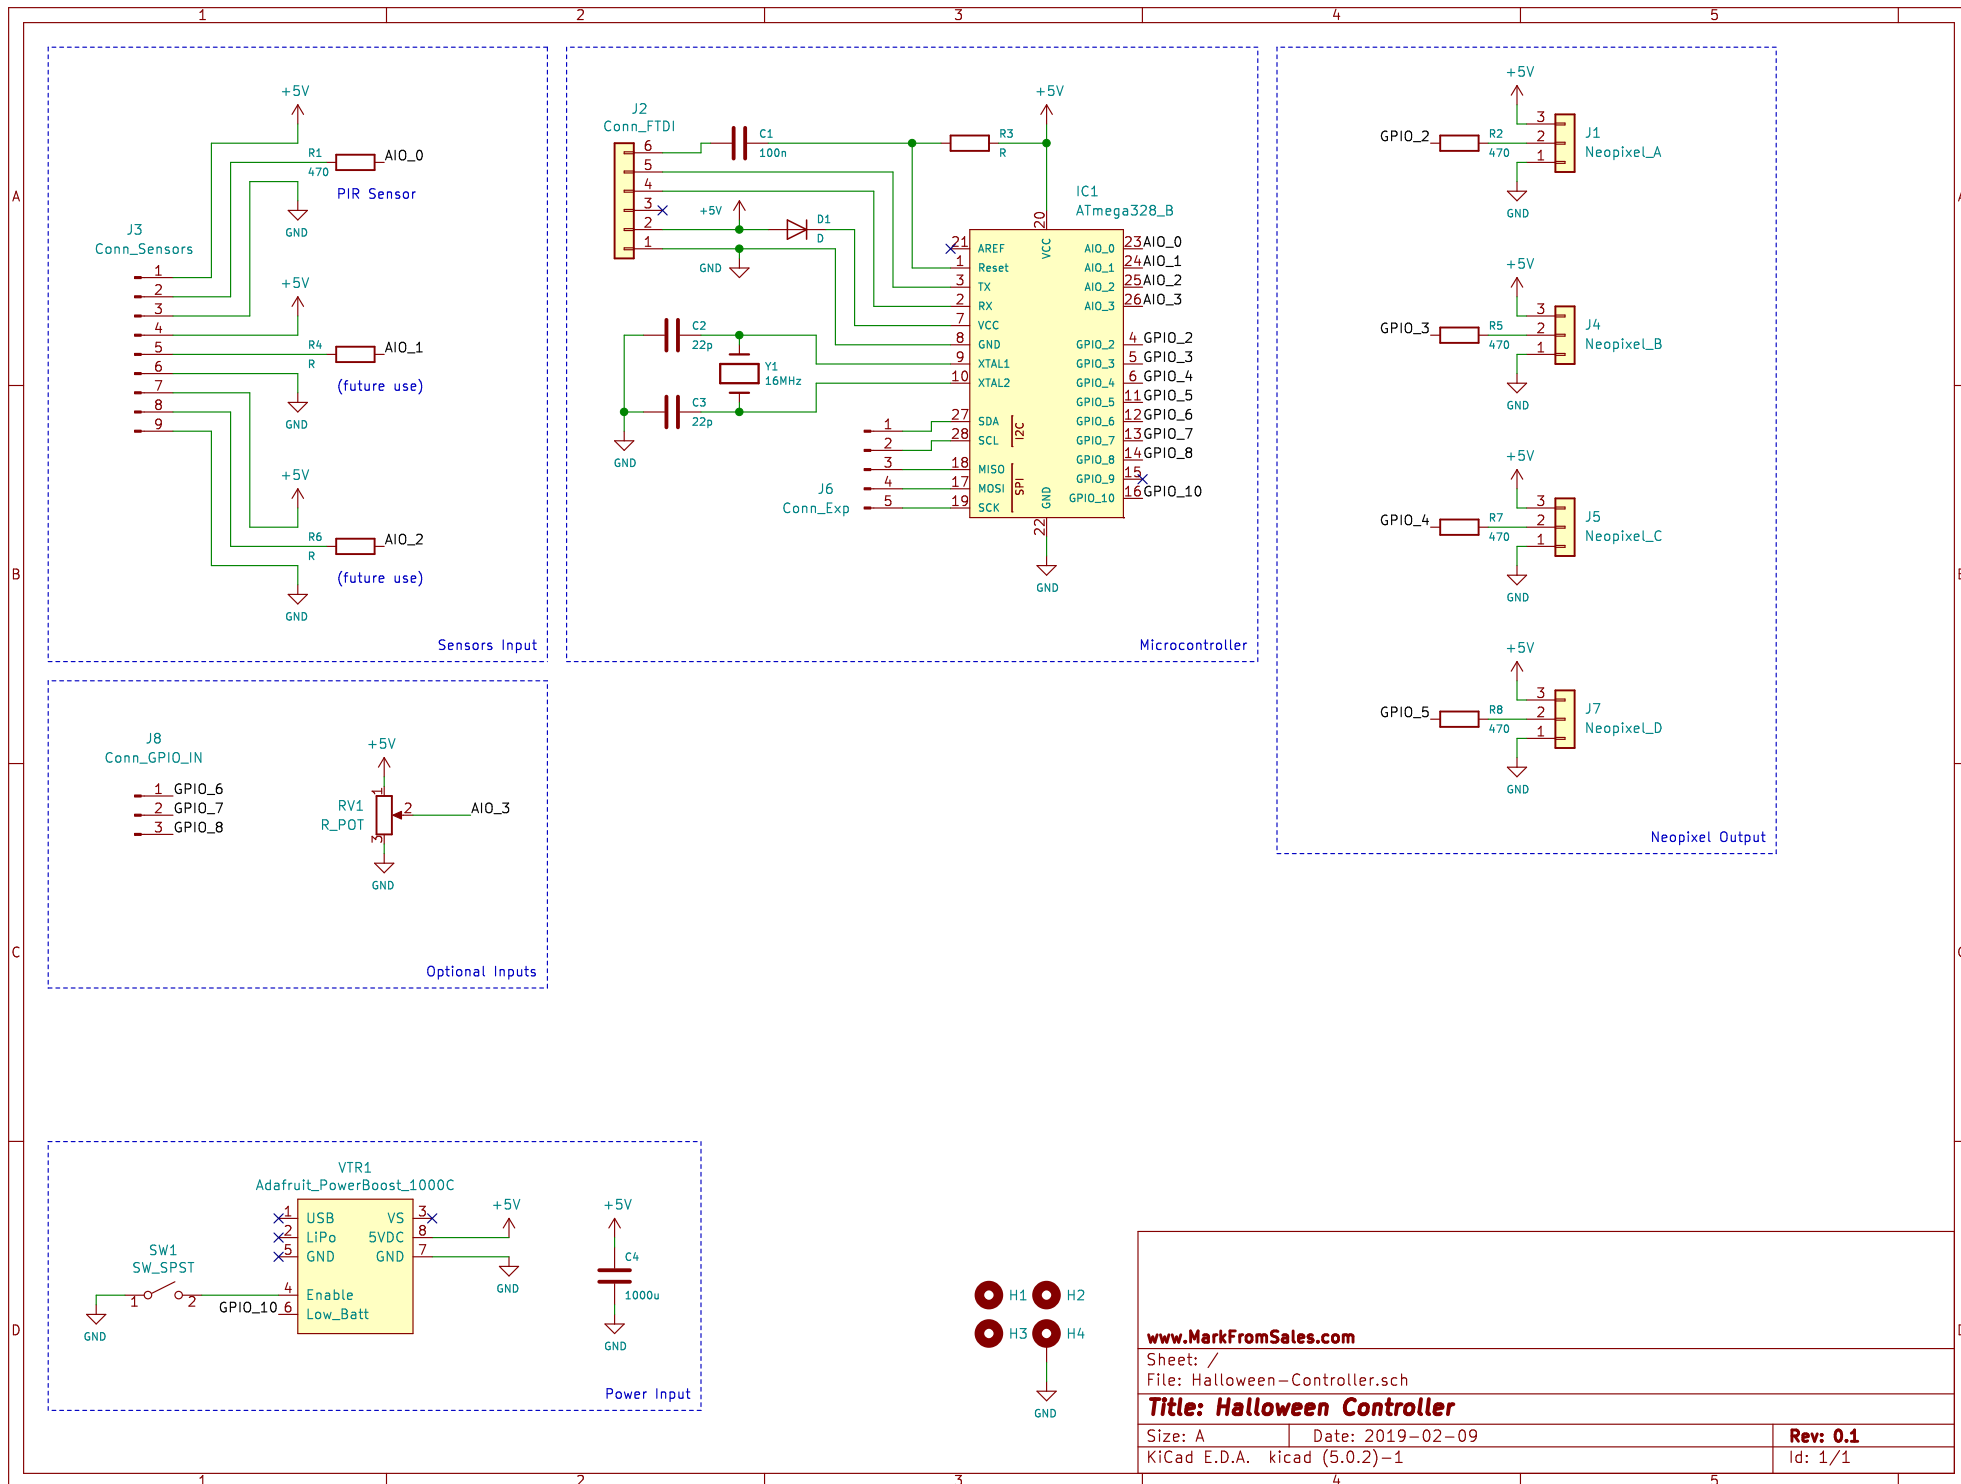 1 2 3 4 5
A
B
C
D
+5V
R1
470
AIO_0
PIR Sensor
GND
J3
Conn_Sensors
1
2
3
4
5
6
7
8
9
+5V
R4
R
AIO_1
(future use)
GND
+5V
R6
R
AIO_2
(future use)
GND
Sensors Input
J2
Conn_FTDI
6
5
4
3
2
1
C1
100n
R3
R
+5V
+5V
D1
D
GND
IC1
ATmega328_B
20
VCC
21 AREF
1 Reset
3 TX
2 RX
7 VCC
8 GND
9 XTAL1
10 XTAL2
27 SDA
28 SCL
I2C
18 MISO
17 MOSI
19 SCK
SPI
GND
22
GND
AIO_0 23 AIO_0
AIO_1 24 AIO_1
AIO_2 25 AIO_2
AIO_3 26 AIO_3
GPIO_2 4 GPIO_2
GPIO_3 5 GPIO_3
GPIO_4 6 GPIO_4
GPIO_5 11 GPIO_5
GPIO_6 12 GPIO_6
GPIO_7 13 GPIO_7
GPIO_8 14 GPIO_8
GPIO_9 15
GPIO_10 16 GPIO_10
C2
22p
Y1
16MHz
C3
22p
GND
1
2
3
4
5
J6
Conn_Exp
Microcontroller
+5V
GPIO_2
R2
470
3
2
1
J1
Neopixel_A
GND
+5V
GPIO_3
R5
470
3
2
1
J4
Neopixel_B
GND
+5V
GPIO_4
R7
470
3
2
1
J5
Neopixel_C
GND
+5V
GPIO_5
R8
470
3
2
1
J7
Neopixel_D
GND
Neopixel Output
J8
Conn_GPIO_IN
1 GPIO_6
2 GPIO_7
3 GPIO_8
+5V
RV1
R_POT
1
2
3
AIO_3
GND
Optional Inputs
VTR1
Adafruit_PowerBoost_1000C
1 USB
2 LiPo
5 GND
4 Enable
6 Low_Batt
VS 3
5VDC 8
GND 7
SW1
SW_SPST
1 2
GND
GPIO_10
+5V
GND
+5V
C4
1000u
GND
Power Input
H1 H2
H3 H4
GND
www.MarkFromSales.com
Sheet: /
File: Halloween-Controller.sch
Title: Halloween Controller
Size: A Date: 2019-02-09 Rev: 0.1
KiCad E.D.A. kicad (5.0.2)-1 Id: 1/1
1 2 3 4 5